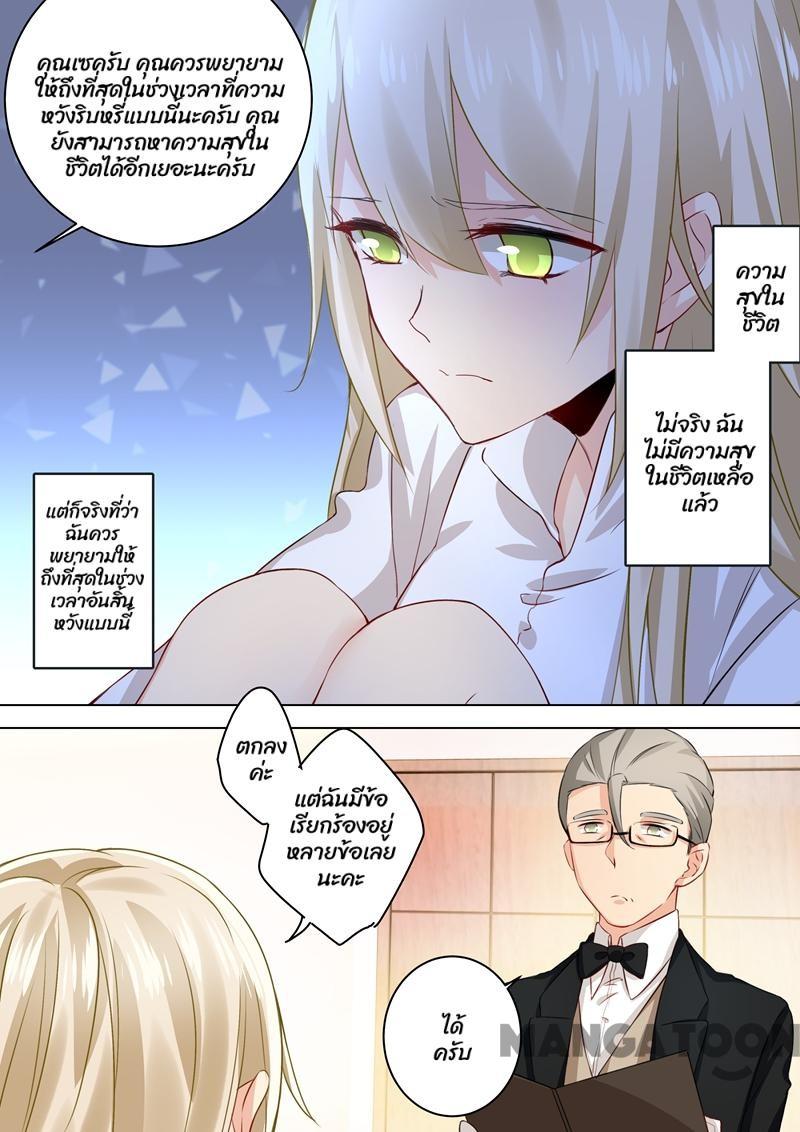 คุณเซครับ คุณควรพยายาม
ให้ถึงที่สุดในช่วงเวลาที่ความ
หวังริบหรี่แบบนี้นะครับ คุณ
ยังสามารถหาความสุขใน
ชีวิตได้อีกเยอะนะครับ
ความ
สุขใน
ชีวิต
ไม่จริง ฉัน
ไม่มีความสุข
ในชีวิตเหลือ
แล้ว
แต่ก็จริงที่ว่า
ฉันควร
พยายามให้
ถึงที่สุดในช่วง
เวลาอันสิ้น
หวังแบบนี้
ตกลง
ค่ะ
แต่ฉันมีข้อ
เรียกร้องอยู่
หลายข้อเลย
นะคะ
ได้
ครับ
MANGATOON